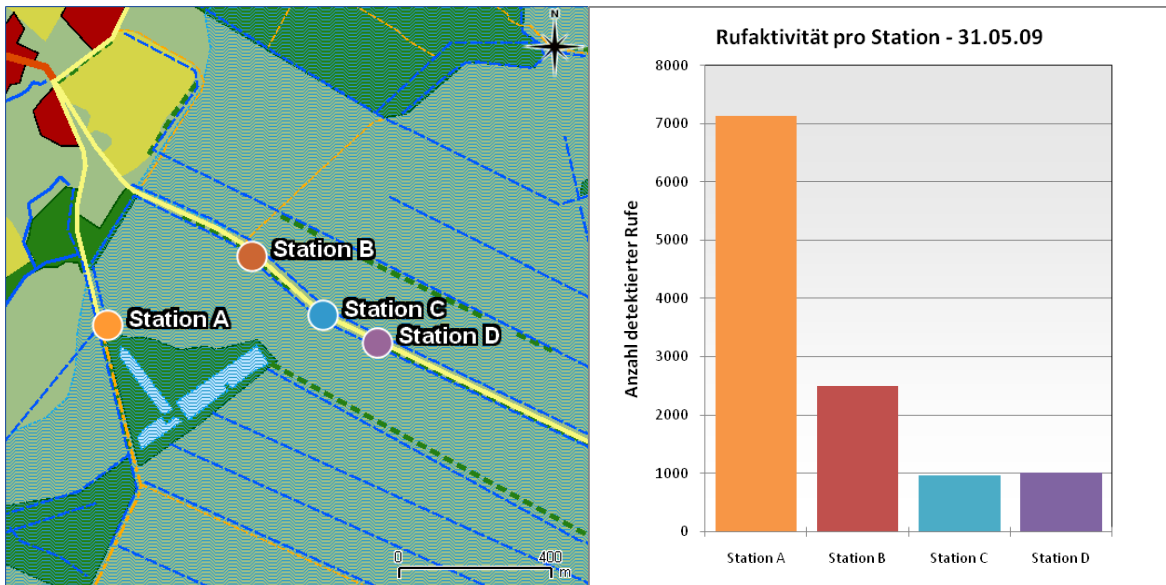 N
Station B
Station C
Station A
Station D
0 400
m
Rufaktivität pro Station - 31.05.09
Anzahl detektierter Rufe
8000
7000
6000
5000
4000
3000
2000
1000
0
Station A Station B Station C Station D